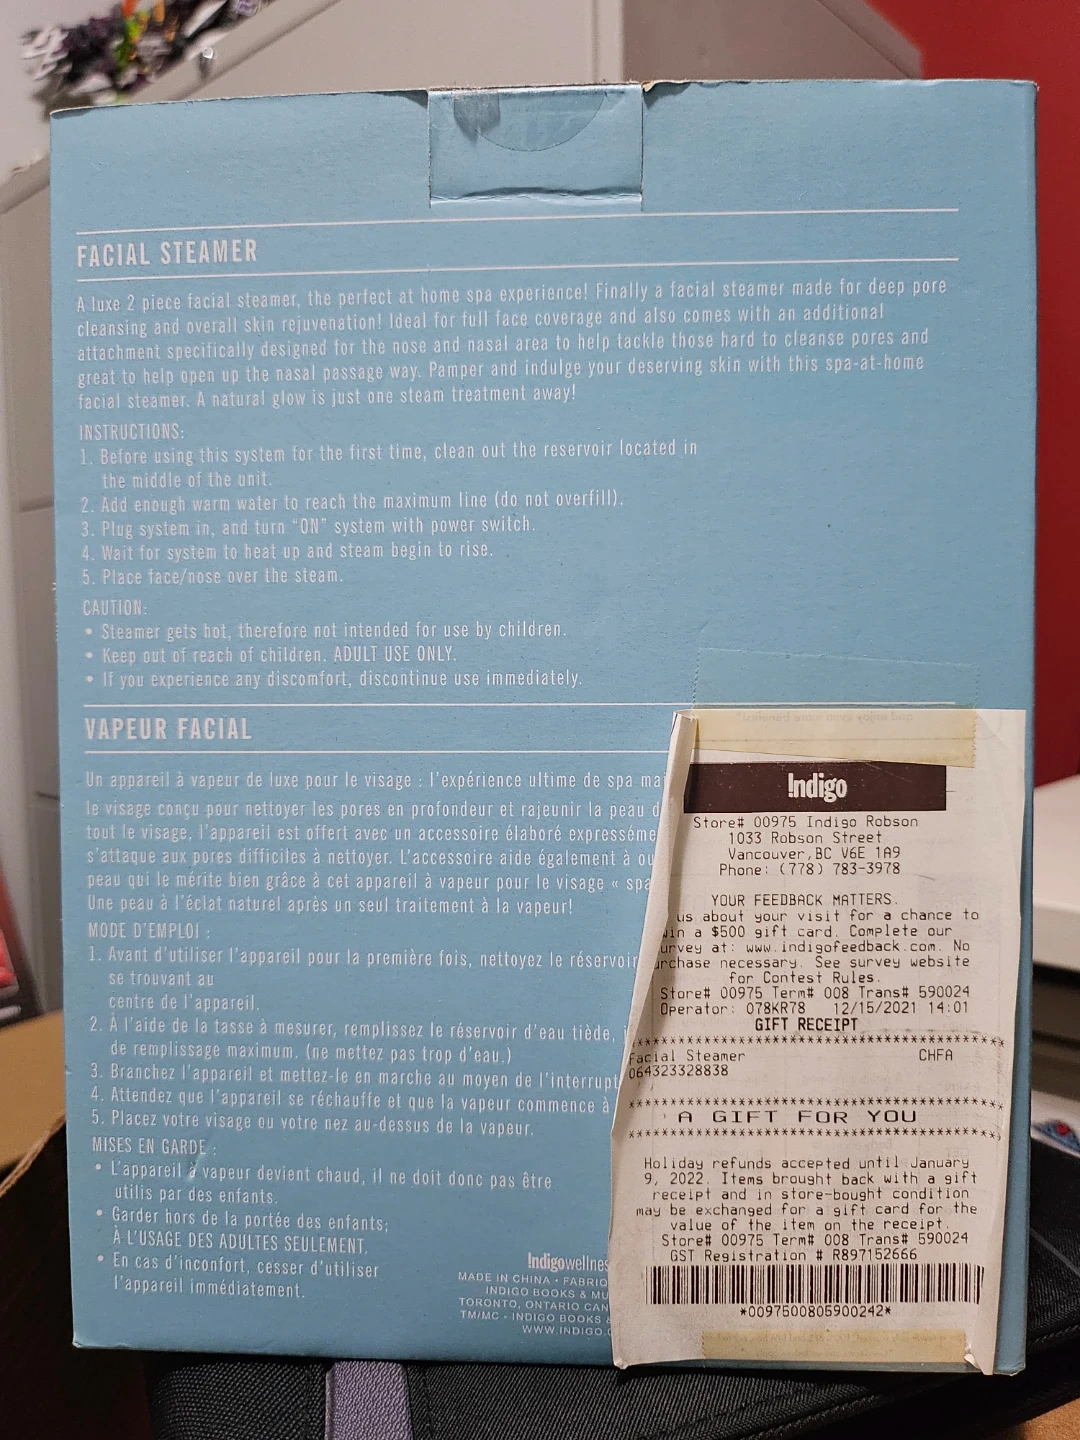 FACIAL STEAMER
A luxe 2 piece facial steamer, the perfect at home spa experience! Finally a facial steamer made for deep pore
cleansing and overall skin rejuvenation! Ideal for full face coverage and also comes with an additional
attachment specifically designed for the nose and nasal area to help tackle those hard to cleanse pores and
great to help open up the nasal passage way. Pamper and indulge your deserving skin with this spa-at-home
facial steamer. A natural glow is just one steam treatment away!
INSTRUCTIONS:
1. Before using this system for the first time, clean out the reservoir located in
the middle of the unit.
2. Add enough warm water to reach the maximum line (do not overfill).
3. Plug system in, and turn "ON" system with power switch.
4. Wait for system to heat up and steam begin to rise.
5. Place face/nose over the steam.
CAUTION:
• Steamer gets hot, therefore not intended for use by children.
• Keep out of reach of children. ADULT USE ONLY.
• If you experience any discomfort, discontinue use immediately.
VAPEUR FACIAL
Un appareil à vapeur de luxe pour le visage : l'expérience ultime de spa mai
le visage conçu pour nettoyer les pores en profondeur et rajeunir la peau d
tout le visage, l'appareil est offert avec un accessoire élaboré expresséme
s'attaque aux pores difficiles à nettoyer. L'accessoire aide également à ou
peau qui le mérite bien grâce à cet appareil à vapeur pour le visage « spa
Une peau à l'éclat naturel après un seul traitement à la vapeur!
MODE D'EMPLOI :
1. Avant d'utiliser l'appareil pour la première fois, nettoyez le réservoir
se trouvant au
centre de l'appareil.
2. À l'aide de la tasse à mesurer, remplissez le réservoir d'eau tiède,
de remplissage maximum. (ne mettez pas trop d'eau.)
3. Branchez l'appareil et mettez-le en marche au moyen de l'interrupt
4. Attendez que l'appareil se réchauffe et que la vapeur commence à
5. Placez votre visage ou votre nez au-dessus de la vapeur.
MISES EN GARDE :
• L'appareil à vapeur devient chaud, il ne doit donc pas être
utilis par des enfants.
• Garder hors de la portée des enfants;
À L'USAGE DES ADULTES SEULEMENT.
• En cas d'inconfort, cesser d'utiliser
l'appareil immédiatement.
Indigowellnes
MADE IN CHINA • FABRIQ
INDIGO BOOKS & MU
TORONTO, ONTARIO CAN
TM/MC - INDIGO BOOKS &
WWW.INDIGO.C
Indigo
Store# 00975 Indigo Robson
1033 Robson Street
Vancouver, BC V6E 1A9
Phone: (778) 783-3978
YOUR FEEDBACK MATTERS.
us about your visit for a chance to
in a $500 gift card. Complete our
urvey at: www.indigofeedback.com. No
rchase necessary. See survey website
for Contest Rules.
Store# 00975 Term# 008 Trans# 590024
Operator: 078KR78 12/15/2021 14:01
GIFT RECEIPT
Facial Steamer CHFA
064323328838
A GIFT FOR YOU
Holiday refunds accepted until January
9, 2022. Items brought back with a gift
receipt and in store-bought condition
may be exchanged for a gift card for the
value of the item on the receipt.
Store# 00975 Term# 008 Trans# 590024
GST Registration # R897152666
*0097500805900242*